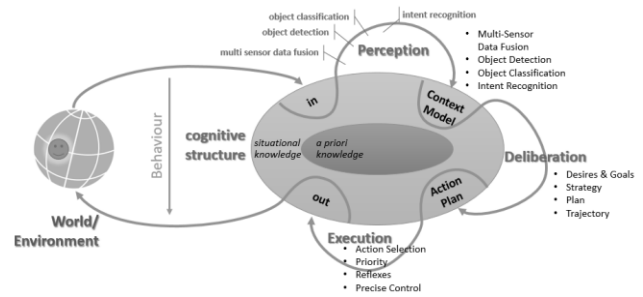 object classification
intent recognition
object detection
multi sensor data fusion
Perception
• Multi-Sensor
Data Fusion
• Object Detection
• Object Classification
• Intent Recognition
in
Context
Model
Behaviour
cognitive
structure
situational
knowledge
a priori
knowledge
Deliberation
• Desires & Goals
• Strategy
• Plan
• Trajectory
out
Action
Plan
World/
Environment
Execution
• Action Selection
• Priority
• Reflexes
• Precise Control